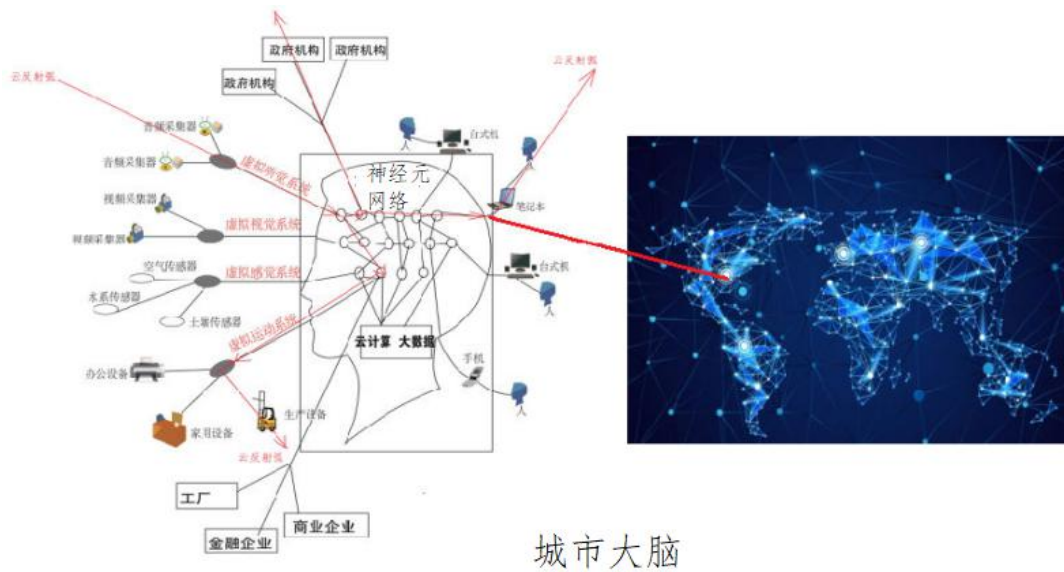 政府机构
政府机构
政府机构
云反射弧
云反射弧
音频采集器
台式机
音频采集器
虚拟听觉系统
神经元
网络
视频采集器
笔记本
虚拟视觉系统
视频采集器
空气传感器
虚拟感觉系统
台式机
水系传感器
土壤传感器
虚拟运动系统
云计算 大数据
手机
办公设备
生产设备
家用设备
云反射弧
工厂
商业企业
金融企业
城市大脑